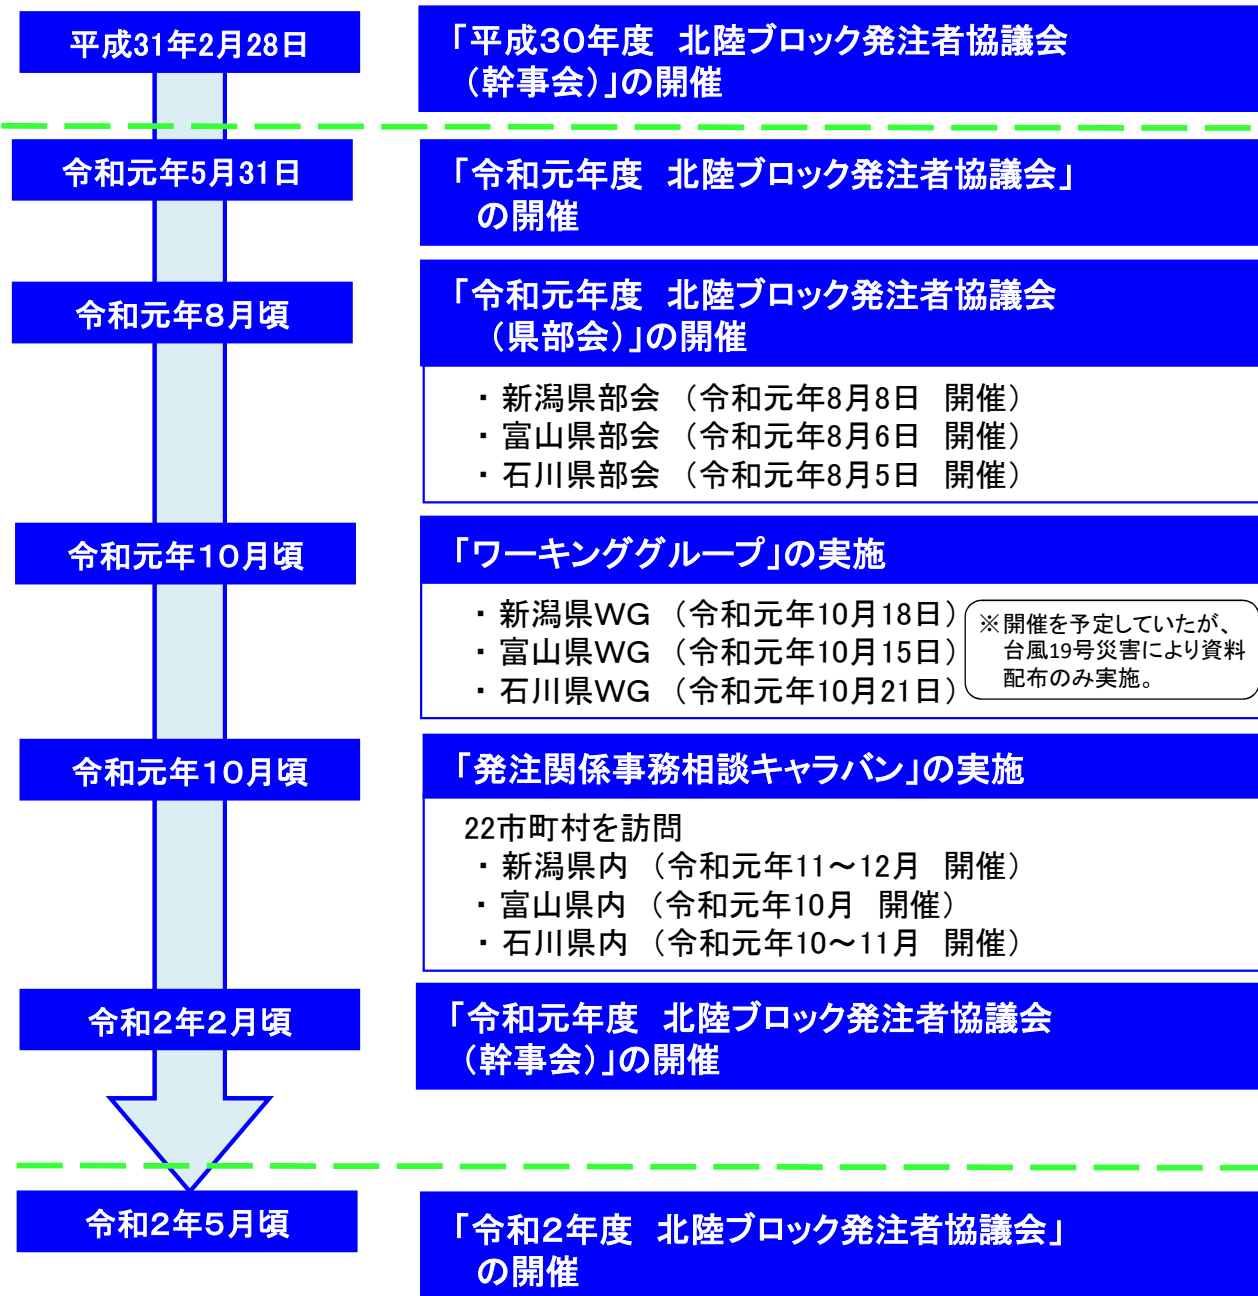 平成31年2月28日
「平成３０年度　北陸ブロック発注者協議会
（幹事会）」の開催
令和元年5月31日
「令和元年度　北陸ブロック発注者協議会」
の開催
令和元年８月頃
「令和元年度　北陸ブロック発注者協議会
（県部会）」の開催
・ 新潟県部会　（令和元年8月8日　開催）
・ 富山県部会　（令和元年8月6日　開催）
・ 石川県部会　（令和元年8月5日　開催）
令和元年１０月頃
「ワーキンググループ」の実施
・ 新潟県ＷＧ　（令和元年10月18日）
・ 富山県ＷＧ　（令和元年10月15日）
・ 石川県ＷＧ　（令和元年10月21日）
※開催を予定していたが、
台風19号災害により資料
配布のみ実施。
令和元年１０月頃
「発注関係事務相談キャラバン」の実施
22市町村を訪問
・ 新潟県内　（令和元年11～12月　開催）
・ 富山県内　（令和元年10月　開催）
・ 石川県内　（令和元年10～11月　開催）
令和２年２月頃
「令和元年度　北陸ブロック発注者協議会
（幹事会）」の開催
令和２年５月頃
「令和２年度　北陸ブロック発注者協議会」
の開催